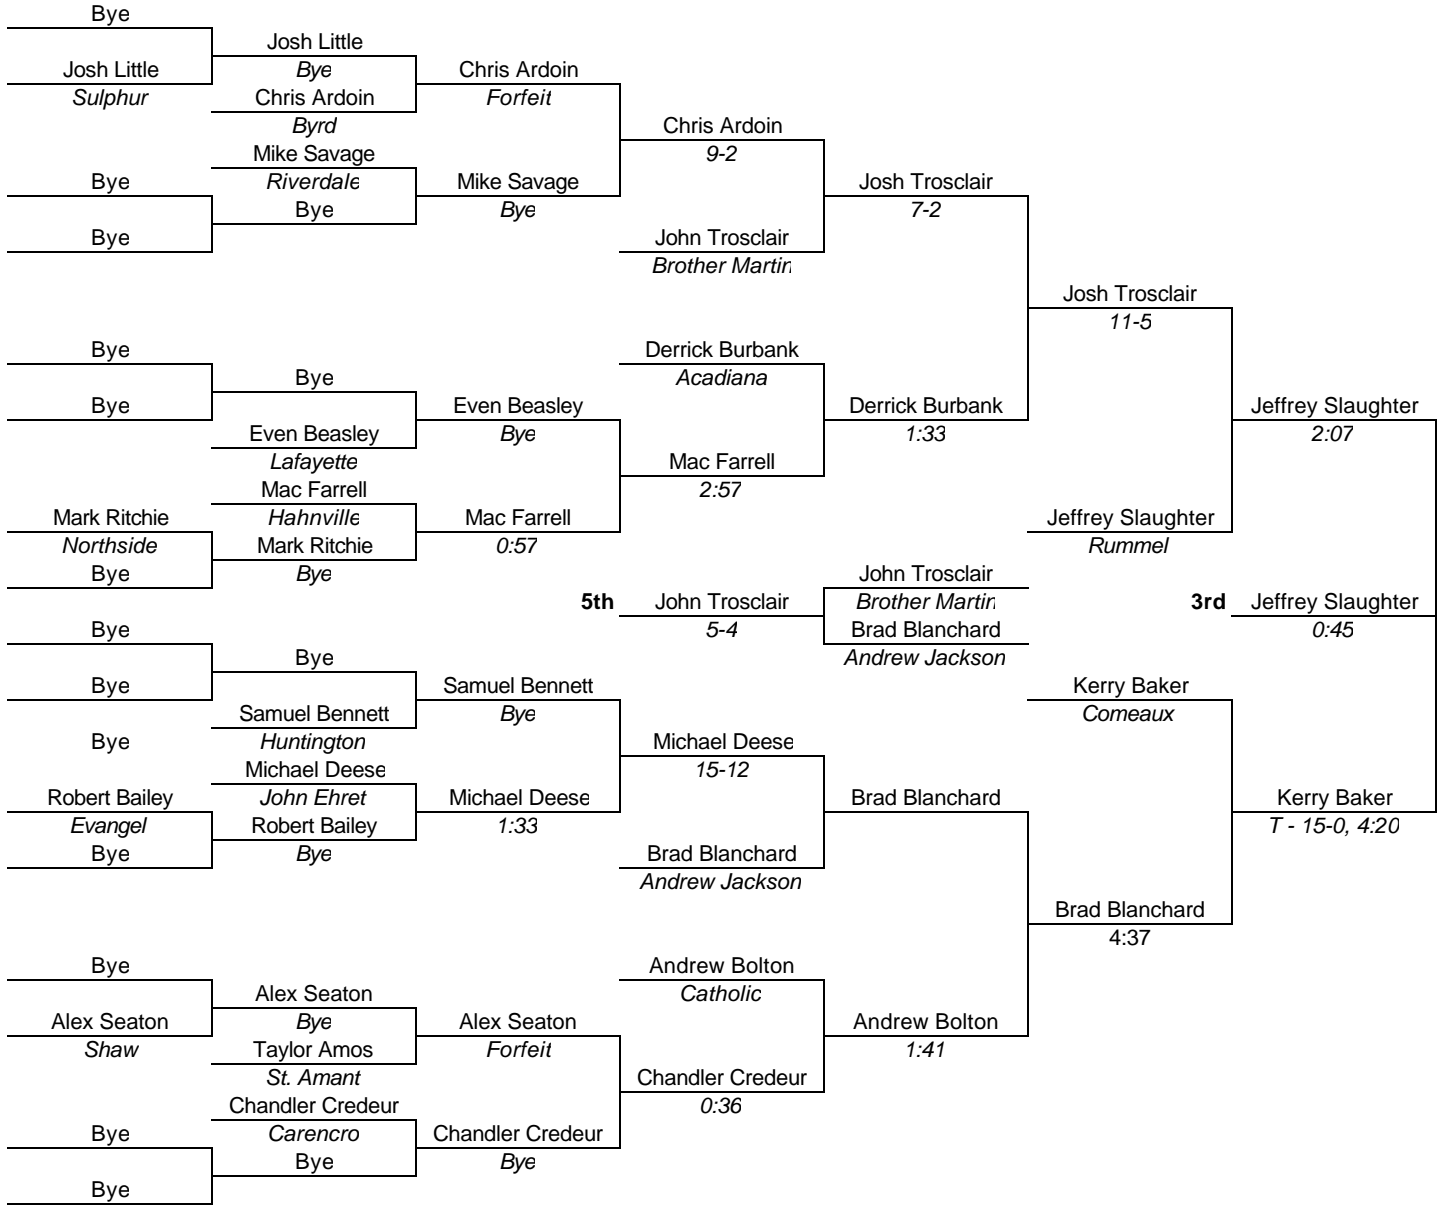 Bye
Josh Little
Josh Little
Bye
Chris Ardoin
Sulphur
Chris Ardoin
Forfeit
Byrd
Chris Ardoin
Mike Savage
9-2
Bye
Riverdale
Mike Savage
Josh Trosclair
Bye
Bye
7-2
Bye
John Trosclair
Brother Martin
Josh Trosclair
11-5
Bye
Derrick Burbank
Bye
Acadiana
Bye
Even Beasley
Derrick Burbank
Jeffrey Slaughter
Even Beasley
Bye
1:33
2:07
Lafayette
Mac Farrell
Mac Farrell
2:57
Mark Ritchie
Hahnville
Mac Farrell
Jeffrey Slaughter
Northside
Mark Ritchie
0:57
Rummel
Bye
Bye
John Trosclair
5th
John Trosclair
Brother Martin
3rd
Jeffrey Slaughter
Bye
5-4
Brad Blanchard
0:45
Bye
Andrew Jackson
Bye
Samuel Bennett
Kerry Baker
Samuel Bennett
Bye
Comeaux
Bye
Huntington
Michael Deese
Michael Deese
15-12
Robert Bailey
John Ehret
Michael Deese
Brad Blanchard
Kerry Baker
Evangel
Robert Bailey
1:33
T - 15-0, 4:20
Bye
Bye
Brad Blanchard
Andrew Jackson
Brad Blanchard
4:37
Bye
Andrew Bolton
Alex Seaton
Catholic
Alex Seaton
Bye
Alex Seaton
Andrew Bolton
Shaw
Taylor Amos
Forfeit
1:41
St. Amant
Chandler Credeur
Chandler Credeur
0:36
Bye
Carencro
Chandler Credeur
Bye
Bye
Bye